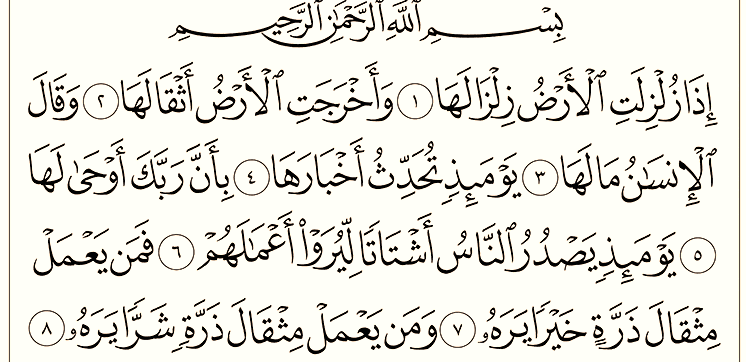 بِسْمِ ٱللَّهِ ٱلرَّحْمَٰنِ ٱلرَّحِيمِ
إِذَا زُلْزِلَتِ ٱلْأَرْضُ زِلْزَالَهَا ١ وَأَخْرَجَتِ ٱلْأَرْضُ أَثْقَالَهَا ٢ وَقَالَ
ٱلْإِنسَٰنُ مَا لَهَا ٣ يَوْمَئِذٍ تُحَدِّثُ أَخْبَارَهَا ٤ بِأَنَّ رَبَّكَ أَوْحَىٰ لَهَا
٥ يَوْمَئِذٍ يَصْدُرُ ٱلنَّاسُ أَشْتَاتًا لِّيُرَوْا۟ أَعْمَٰلَهُمْ ٦ فَمَن يَعْمَلْ
مِثْقَالَ ذَرَّةٍ خَيْرًا يَرَهُۥ ٧ وَمَن يَعْمَلْ مِثْقَالَ ذَرَّةٍ شَرًّا يَرَهُۥ ٨